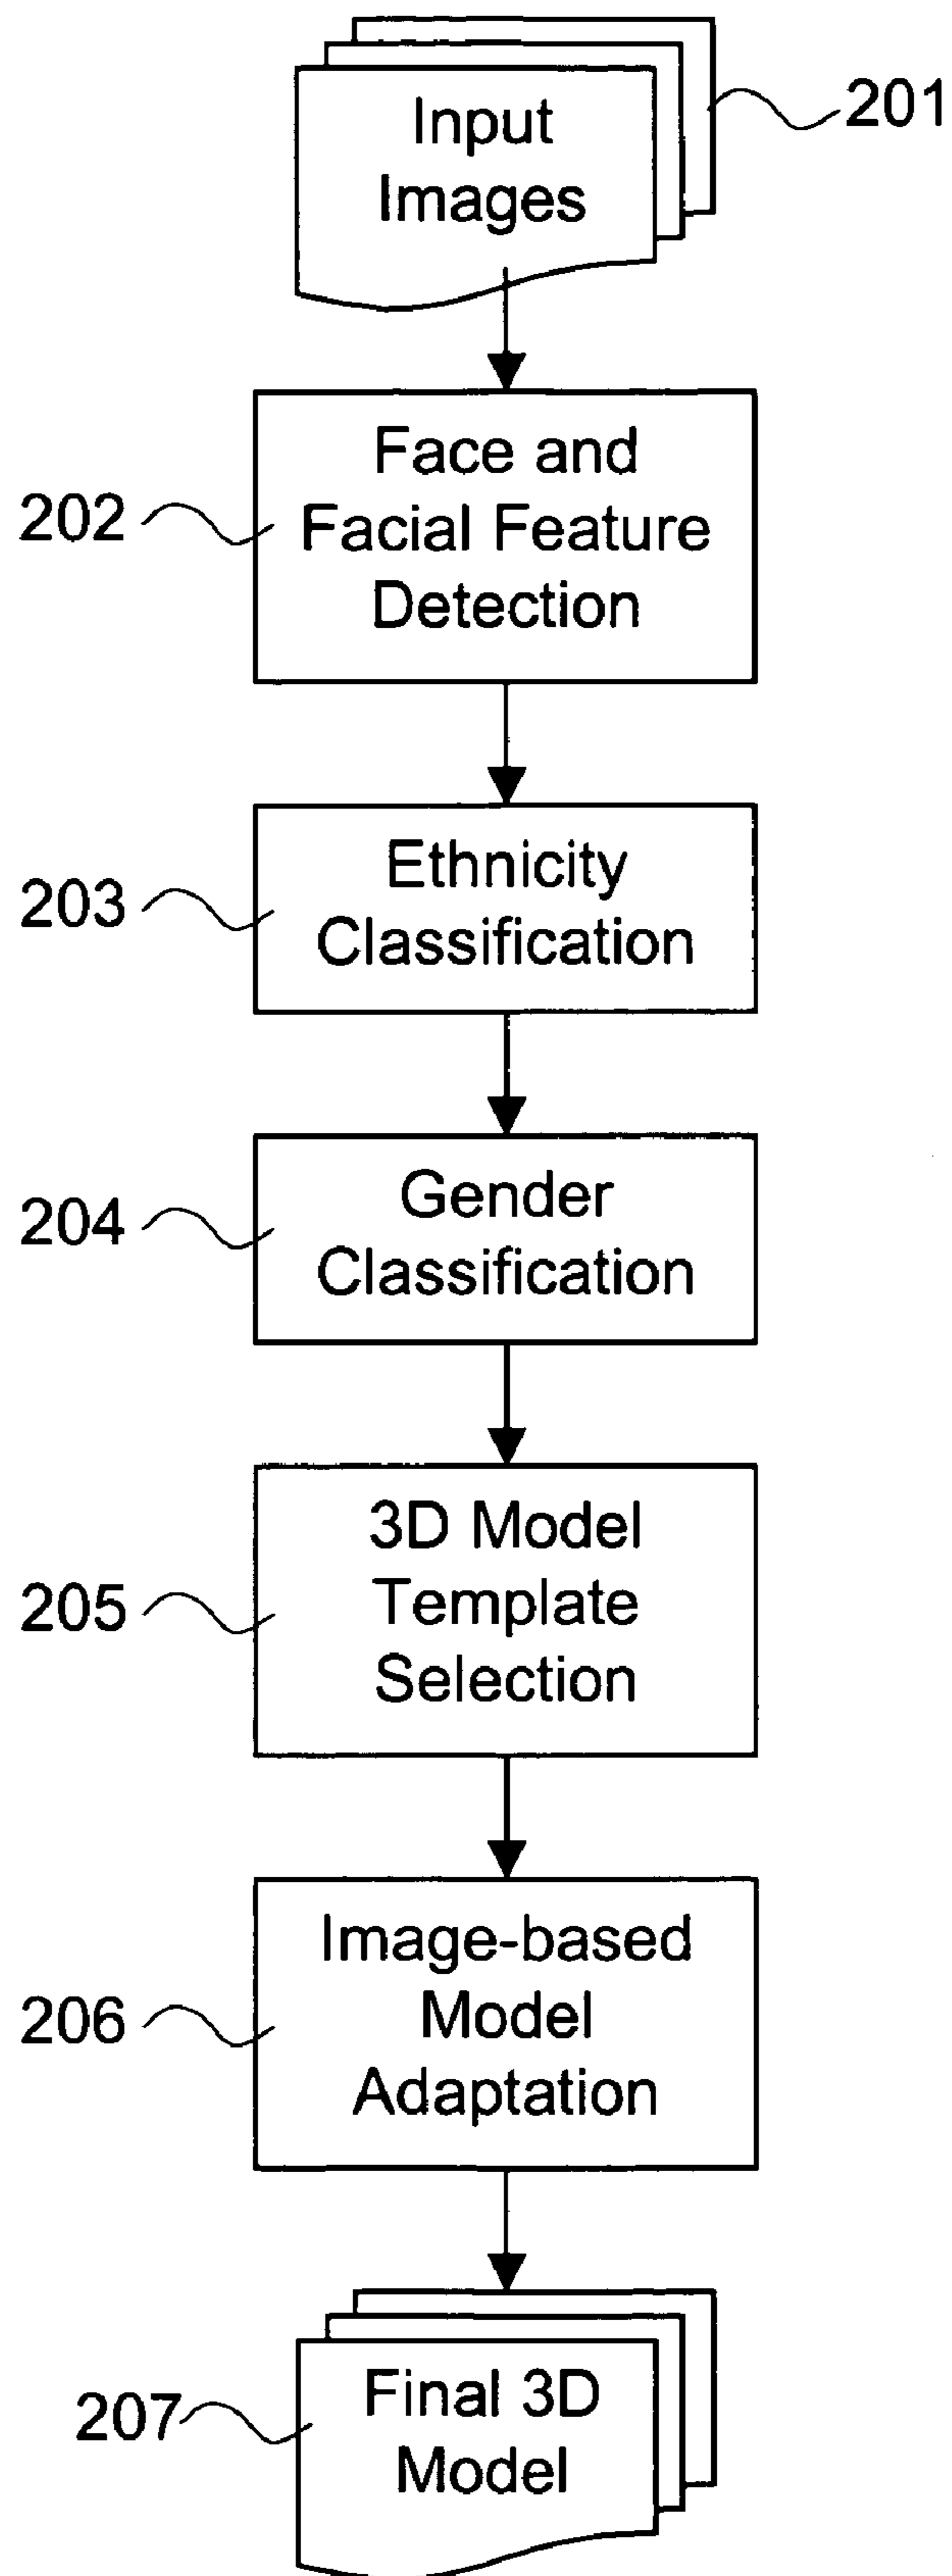 Input
Images
201
Face and
Facial Feature
Detection
202
Ethnicity
Classification
203
Gender
Classification
204
3D Model
Template
Selection
205
Image-based
Model
Adaptation
206
Final 3D
Model
207